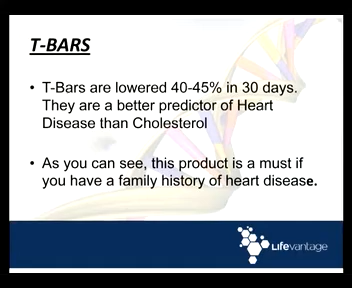 T-BARS
• T-Bars are lowered 40-45% in 30 days.
They are a better predictor of Heart
Disease than Cholesterol
• As you can see, this product is a must if
you have a family history of heart disease.
Lifevantage